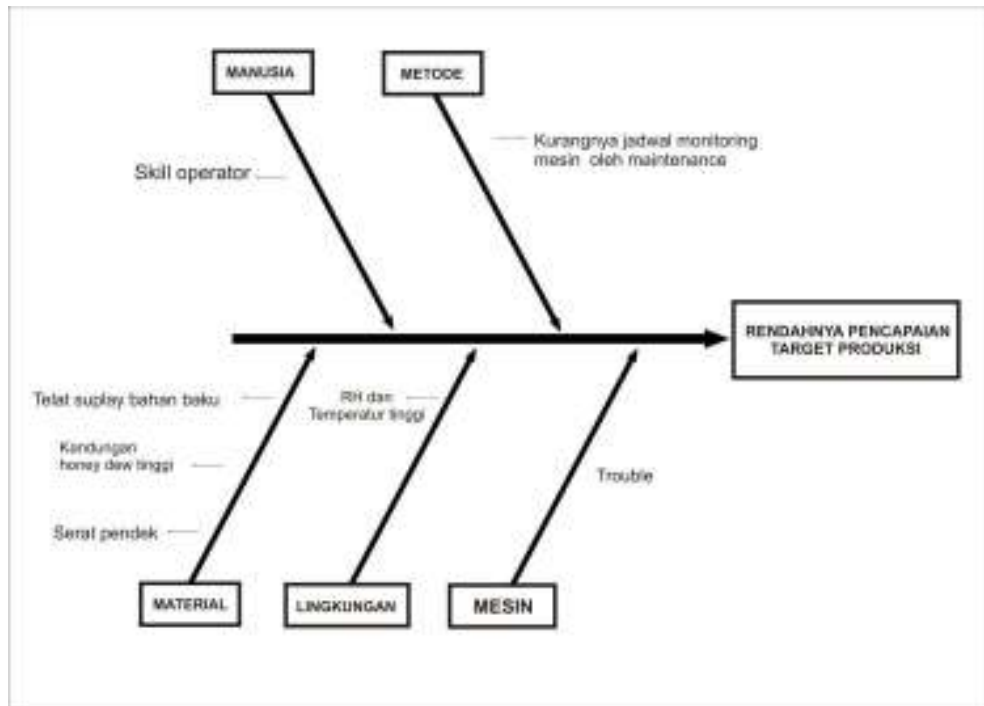 MANUSIA
METODE
Kurangnya jadwal monitoring
mesin oleh maintenance
Skill operator
RENDAHNYA PENCAPAIAN
TARGET PRODUKSI
Telat suplay bahan baku
RH dan
Temperatur tinggi
Kandungan
honey dew tinggi
Trouble
Serat pendek
MATERIAL
LINGKUNGAN
MESIN